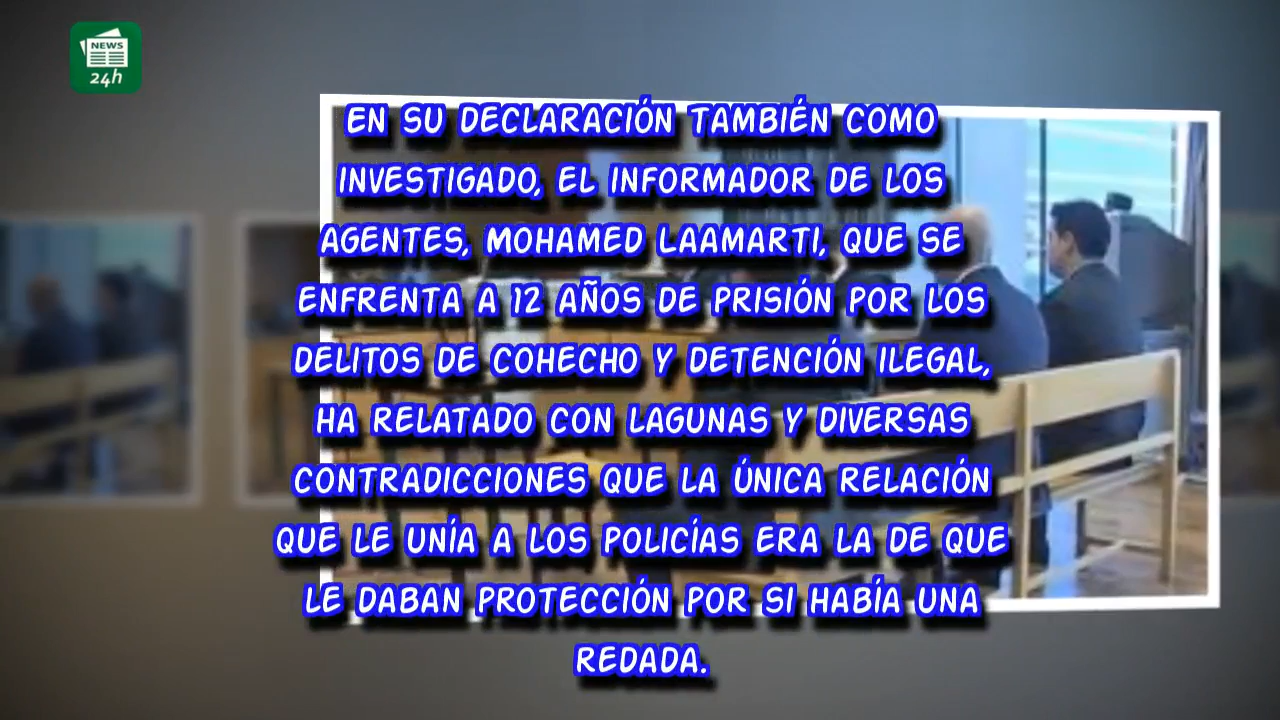 NEWS
24h
EN SU DECLARACIÓN TAMBIÉN COMO
INVESTIGADO, EL INFORMADOR DE LOS
AGENTES, MOHAMED LAAMARTI, QUE SE
ENFRENTA A 12 AÑOS DE PRISIÓN POR LOS
DELITOS DE COHECHO Y DETENCIÓN ILEGAL,
HA RELATADO CON LAGUNAS Y DIVERSAS
CONTRADICCIONES QUE LA ÚNICA RELACIÓN
QUE LE UNÍA A LOS POLICÍAS ERA LA DE QUE
LE DABAN PROTECCIÓN POR SI HABÍA UNA
REDADA.